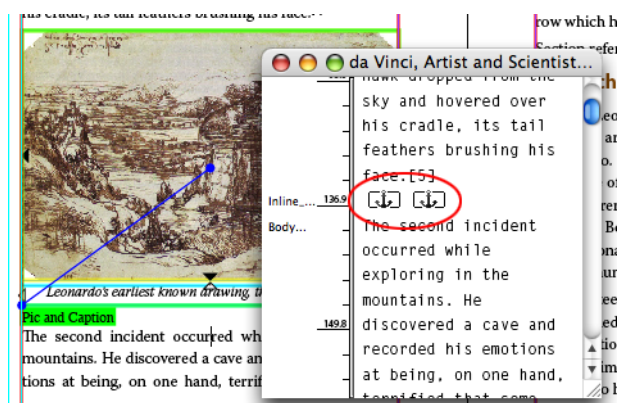 his cradle, its tail feathers brushing his face.
Leonardo's earliest known drawing,
Pic and Caption
The second incident occurred
mountains. He discovered a cave
tions at being, on one hand,
da Vinci, Artist and Scientist...
hawk dropped from the
sky and hovered over
his cradle, its tail
feathers brushing his
face.[5]
Inline_... 136.9
Body... The second incident
occurred while
exploring in the
mountains. He
149.8 discovered a cave and
recorded his emotions
at being, on one hand,
terrified that some
row which
Section